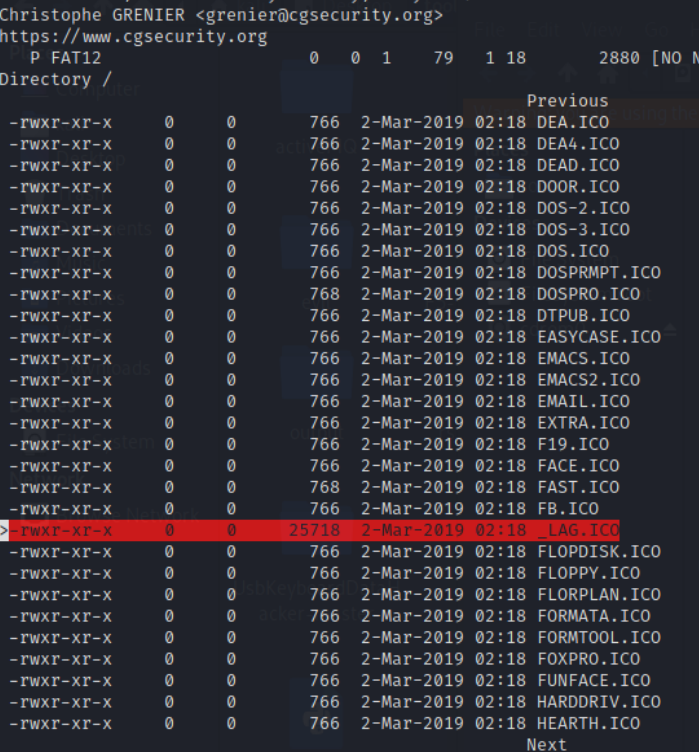 Christophe GRENIER <grenier@cgsecurity.org>
https://www.cgsecurity.org
P FAT12 0 0 1 79 1 18 2880 [NO N
Directory /
Previous
-rwxr-xr-x 0 0 766 2-Mar-2019 02:18 DEA.ICO
-rwxr-xr-x 0 0 766 2-Mar-2019 02:18 DEA4.ICO
-rwxr-xr-x 0 0 766 2-Mar-2019 02:18 DEAD.ICO
-rwxr-xr-x 0 0 766 2-Mar-2019 02:18 DOOR.ICO
-rwxr-xr-x 0 0 766 2-Mar-2019 02:18 DOS-2.ICO
-rwxr-xr-x 0 0 766 2-Mar-2019 02:18 DOS-3.ICO
-rwxr-xr-x 0 0 766 2-Mar-2019 02:18 DOS.ICO
-rwxr-xr-x 0 0 766 2-Mar-2019 02:18 DOSPRMPT.ICO
-rwxr-xr-x 0 0 768 2-Mar-2019 02:18 DOSPRO.ICO
-rwxr-xr-x 0 0 766 2-Mar-2019 02:18 DTPUB.ICO
-rwxr-xr-x 0 0 766 2-Mar-2019 02:18 EASYCASE.ICO
-rwxr-xr-x 0 0 766 2-Mar-2019 02:18 EMACS.ICO
-rwxr-xr-x 0 0 766 2-Mar-2019 02:18 EMACS2.ICO
-rwxr-xr-x 0 0 766 2-Mar-2019 02:18 EMAIL.ICO
-rwxr-xr-x 0 0 766 2-Mar-2019 02:18 EXTRA.ICO
-rwxr-xr-x 0 0 766 2-Mar-2019 02:18 F19.ICO
-rwxr-xr-x 0 0 766 2-Mar-2019 02:18 FACE.ICO
-rwxr-xr-x 0 0 768 2-Mar-2019 02:18 FAST.ICO
-rwxr-xr-x 0 0 766 2-Mar-2019 02:18 FB.ICO
>-rwxr-xr-x 0 0 25718 2-Mar-2019 02:18 _LAG.ICO
-rwxr-xr-x 0 0 766 2-Mar-2019 02:18 FLOPDISK.ICO
-rwxr-xr-x 0 0 766 2-Mar-2019 02:18 FLOPPY.ICO
-rwxr-xr-x 0 0 766 2-Mar-2019 02:18 FLORPLAN.ICO
-rwxr-xr-x 0 0 766 2-Mar-2019 02:18 FORMATA.ICO
-rwxr-xr-x 0 0 766 2-Mar-2019 02:18 FORMTOOL.ICO
-rwxr-xr-x 0 0 766 2-Mar-2019 02:18 FOXPRO.ICO
-rwxr-xr-x 0 0 766 2-Mar-2019 02:18 FUNFACE.ICO
-rwxr-xr-x 0 0 766 2-Mar-2019 02:18 HARDDRIV.ICO
-rwxr-xr-x 0 0 766 2-Mar-2019 02:18 HEARTH.ICO
Next